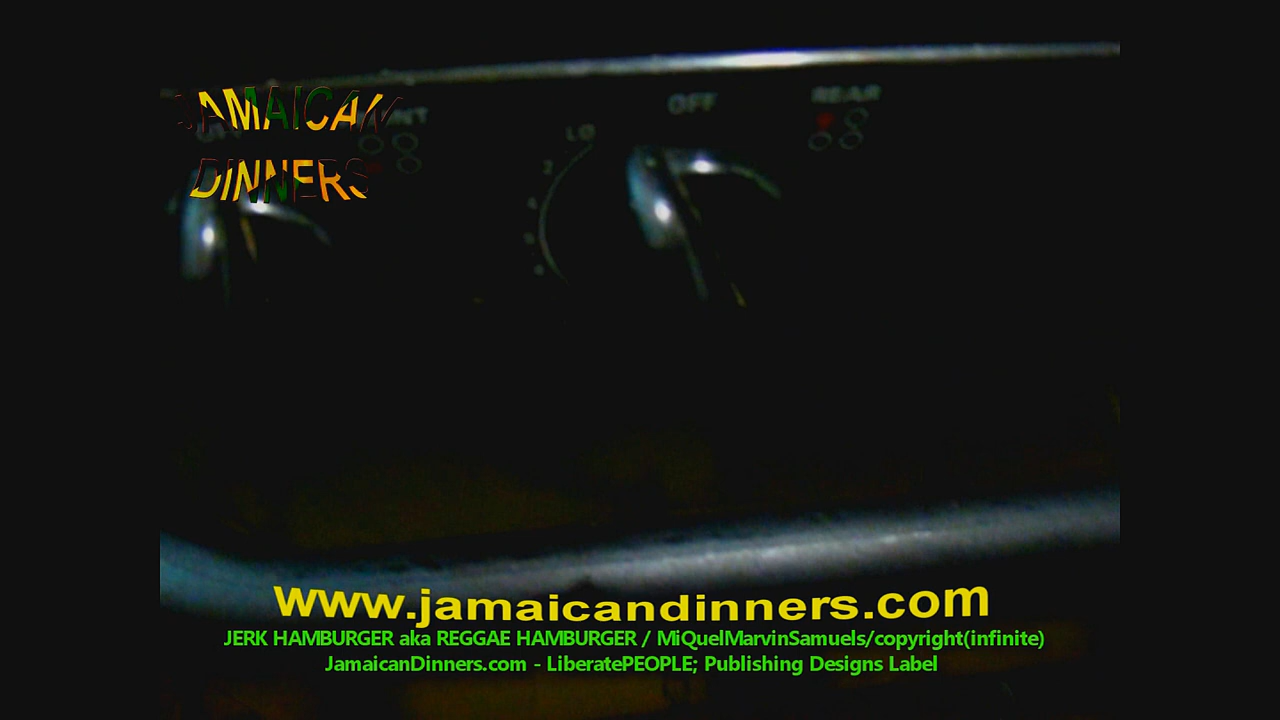 JAMAICAN
DINNERS
OFF
REAR
LO
2
www.jamaicandinners.com
JERK HAMBURGER aka REGGAE HAMBURGER / MiQuelMarvinSamuels/copyright(infinite)
JamaicanDinners.com - LiberatePEOPLE; Publishing Designs Label